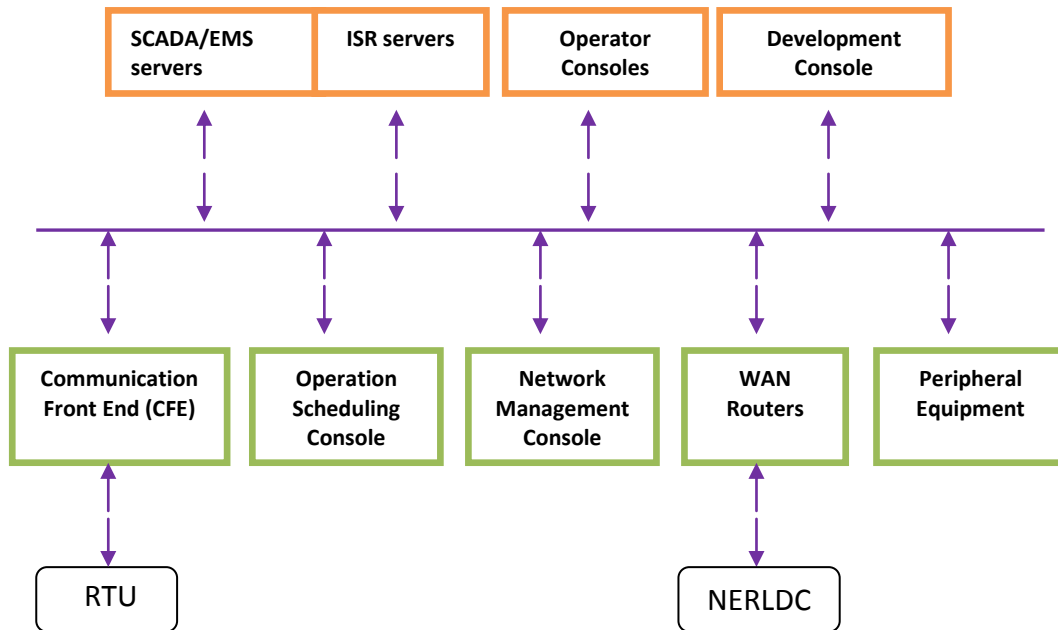 SCADA/EMS
servers
ISR servers
Operator
Consoles
Development
Console
Communication
Front End (CFE)
Operation
Scheduling
Console
Network
Management
Console
WAN
Routers
Peripheral
Equipment
RTU
NERLDC